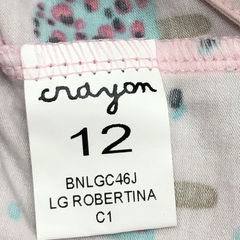 crayon
12
BNLGC46J
LG ROBERTINA
C1